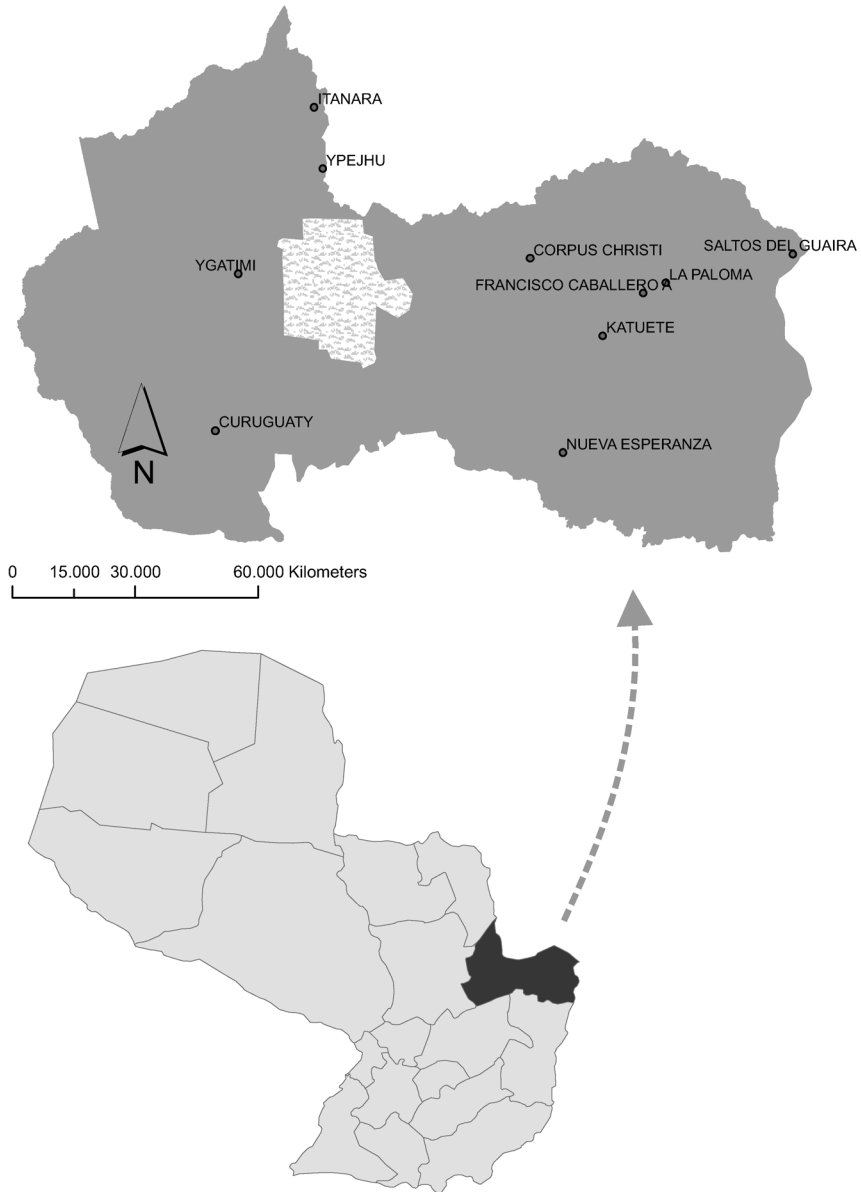 ITANARA
YPEJHU
SALTOS DEL GUAIRA
CORPUS CHRISTI
YGATIMI
LA PALOMA
FRANCISCO CABALLERO A
KATUETE
CURUGUATY
NUEVA ESPERANZA
N
0 15.000 30.000 60.000 Kilometers